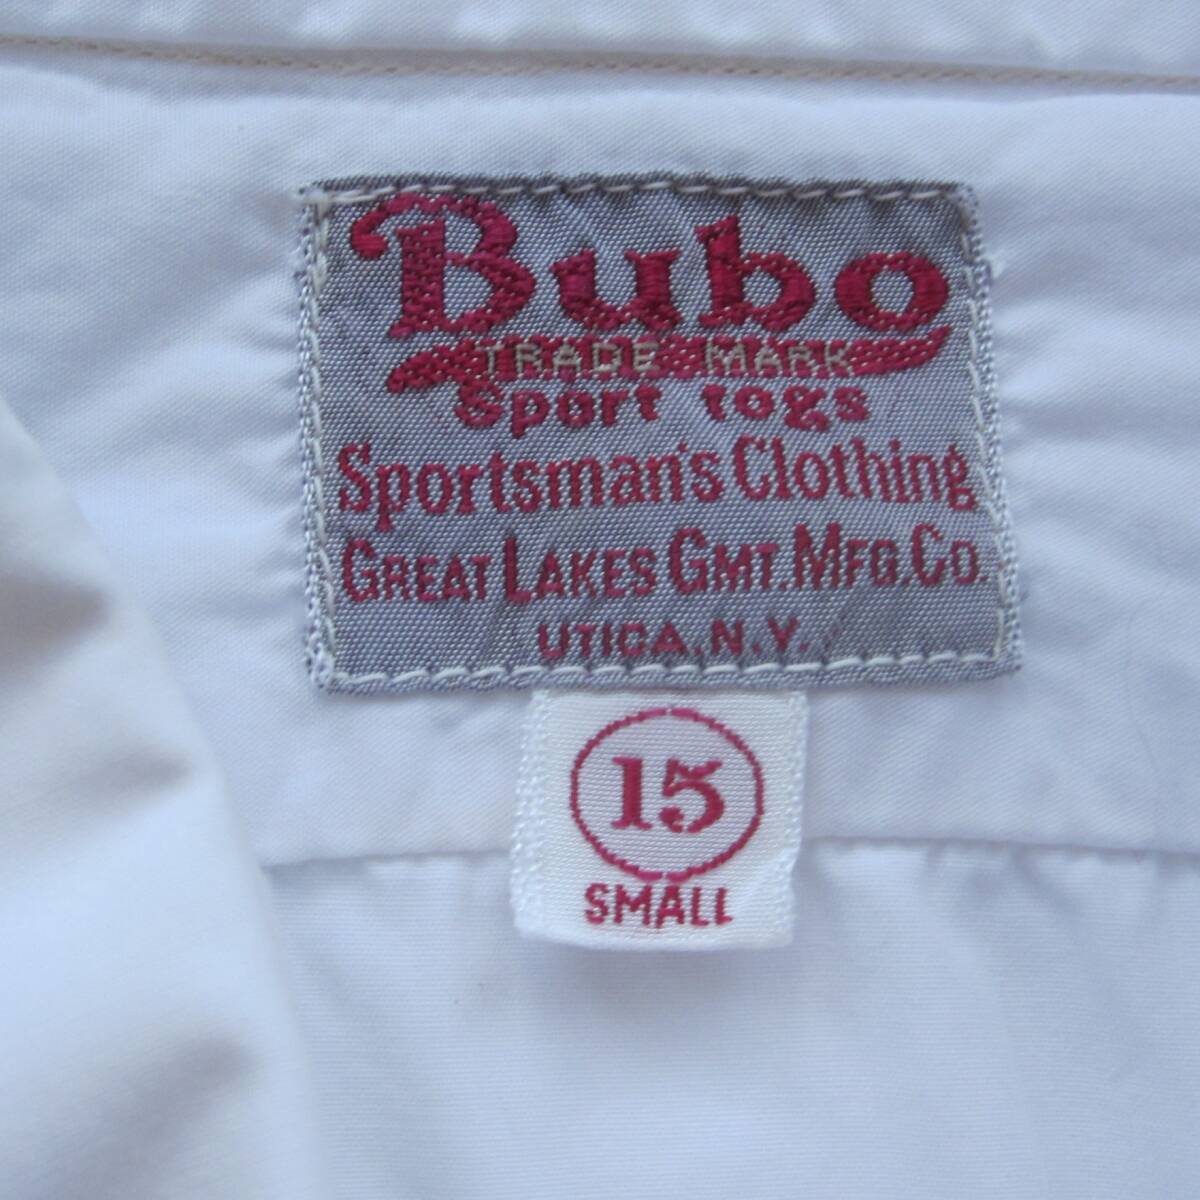 Bubo
TRADE MARK
Sport togs
Sportsman's Clothing
GREAT LAKES GMT. MFG. CO.
UTICA, N.Y.
15
SMALL